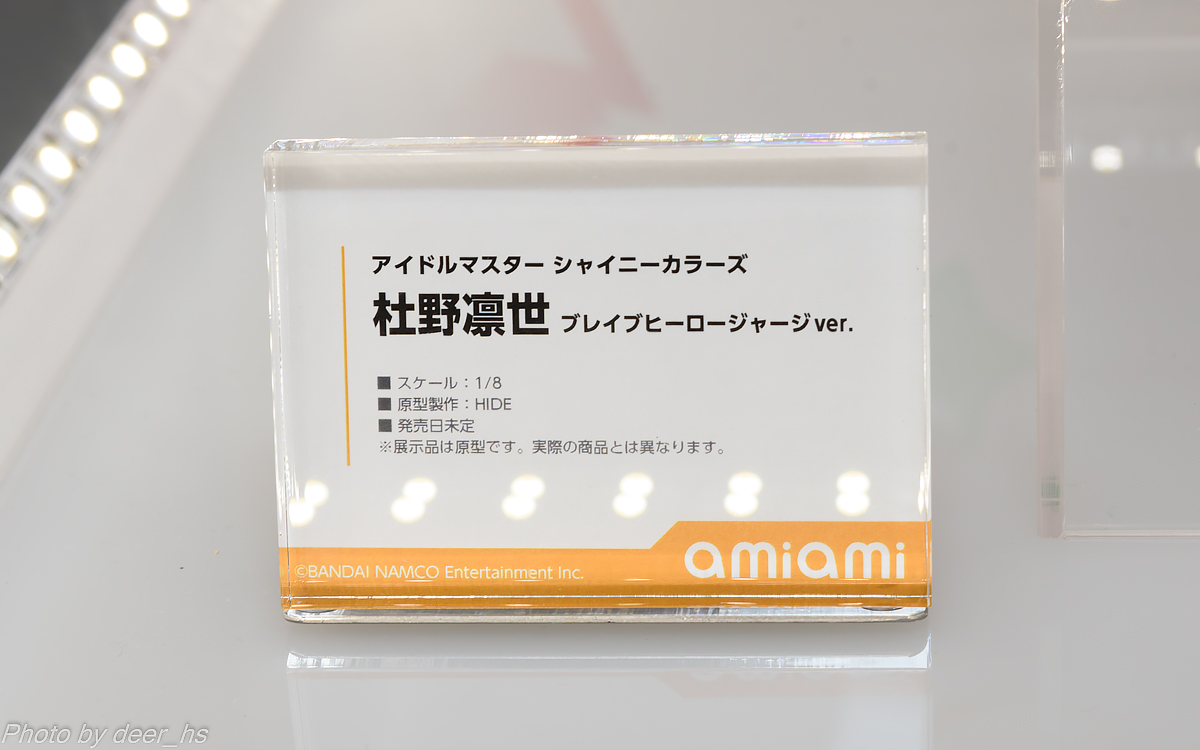 アイドルマスター シャイニーカラーズ
杜野凛世 ブレイブヒーロージャージver.
■ スケール：1/8
■ 原型製作：HIDE
■ 発売日未定
※展示品は原型です。実際の商品とは異なります。
©BANDAI NAMCO Entertainment Inc.
amiami
Photo by deer_hs